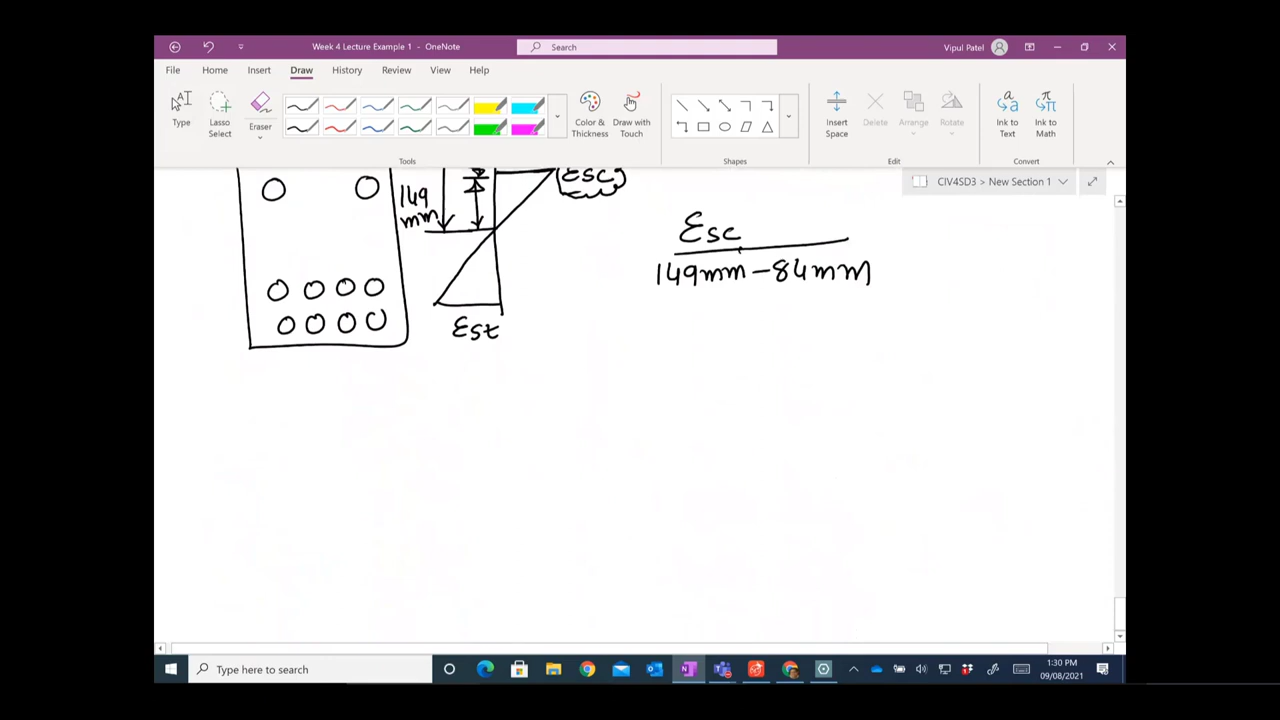 Week 4 Lecture Example 1 - OneNote
Search
Vipul Patel
File Home Insert Draw History Review View Help
Type
Lasso Select
Eraser
Color & Thickness
Draw with Touch
Insert Space
Delete
Arrange
Rotate
Ink to Text
Ink to Math
Tools
Shapes
Edit
Convert
CIV4SD3 > New Section 1
εsc
149 mm
εsc
149mm-84mm
εst
Type here to search
1:30 PM
09/08/2021